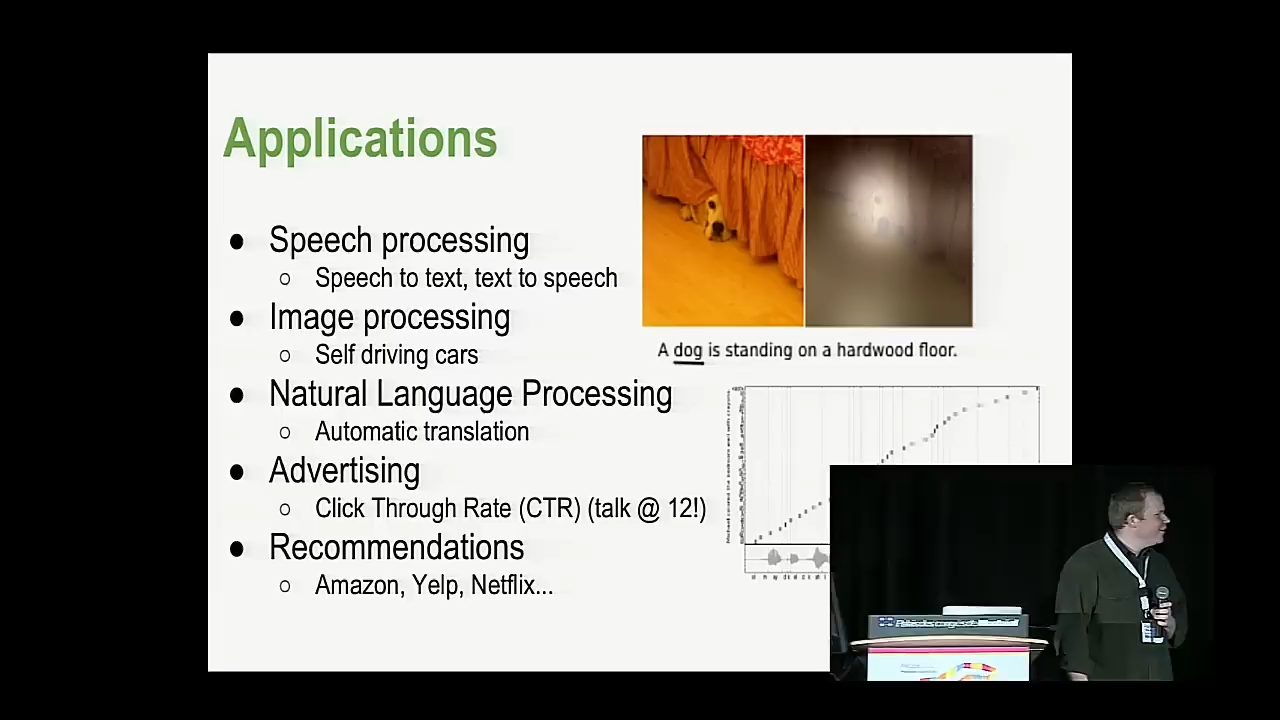 Applications
● Speech processing
○ Speech to text, text to speech
● Image processing
○ Self driving cars
● Natural Language Processing
○ Automatic translation
● Advertising
○ Click Through Rate (CTR) (talk @ 12!)
● Recommendations
○ Amazon, Yelp, Netflix...
A dog is standing on a hardwood floor.